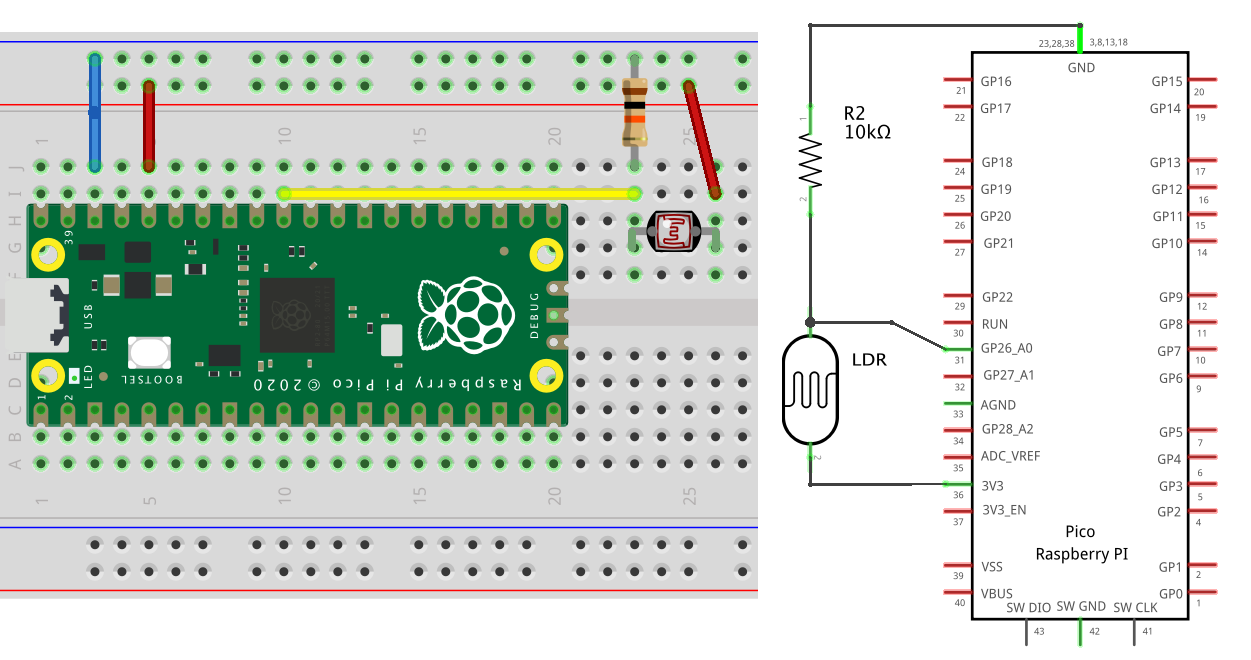 1
10
15
20
25
J
I
H
G
F
39
USB
DEBUG
E
D
C
B
A
LED
BOOTSEL
Raspberry Pi Pico © 2020
1
2
1
5
10
15
20
25
23,28,38
3,8,13,18
GND
GP16
21
GP15
20
GP17
22
GP14
19
R2
10kΩ
1
2
GP18
24
GP13
17
GP19
25
GP12
16
GP20
26
GP11
15
GP21
27
GP10
14
GP22
29
GP9
12
RUN
30
GP8
11
GP26_A0
31
GP7
10
LDR
GP27_A1
32
GP6
9
AGND
33
GP28_A2
34
GP5
7
ADC_VREF
35
GP4
6
2
3V3
36
GP3
5
3V3_EN
37
GP2
4
Pico
Raspberry PI
VSS
39
GP1
2
VBUS
40
GP0
1
SW DIO
SW GND
SW CLK
43
42
41